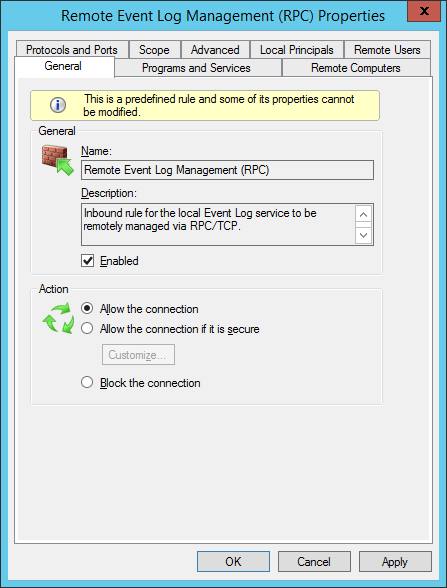 Remote Event Log Management (RPC) Properties
x
Protocols and Ports Scope Advanced Local Principals Remote Users
General Programs and Services Remote Computers
This is a predefined rule and some of its properties cannot
be modified.
General
Name:
Remote Event Log Management (RPC)
Description:
Inbound rule for the local Event Log service to be
remotely managed via RPC/TCP.
Enabled
Action
Allow the connection
Allow the connection if it is secure
Customize...
Block the connection
OK Cancel Apply